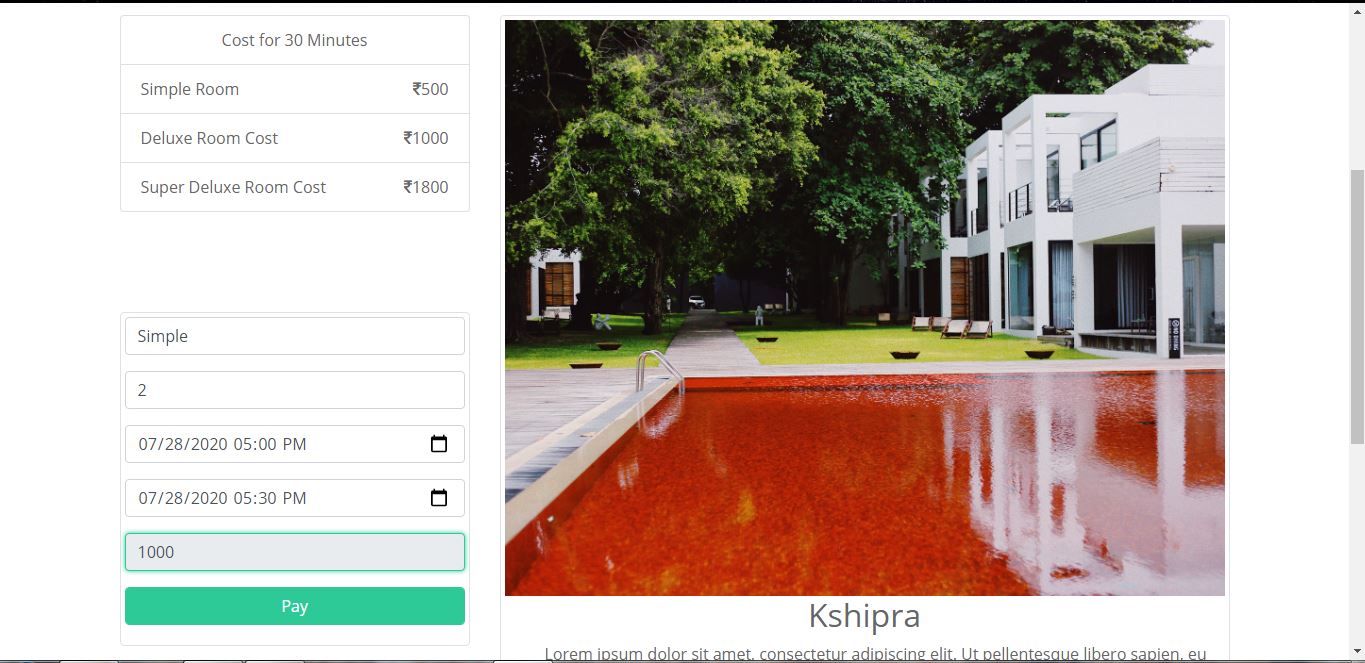 Cost for 30 Minutes
Simple Room ₹500
Deluxe Room Cost ₹1000
Super Deluxe Room Cost ₹1800
Simple
2
07/28/2020 05:00 PM
07/28/2020 05:30 PM
1000
Pay
Kshipra
Lorem ipsum dolor sit amet, consectetur adipiscing elit. Ut pellentesque libero sapien, eu